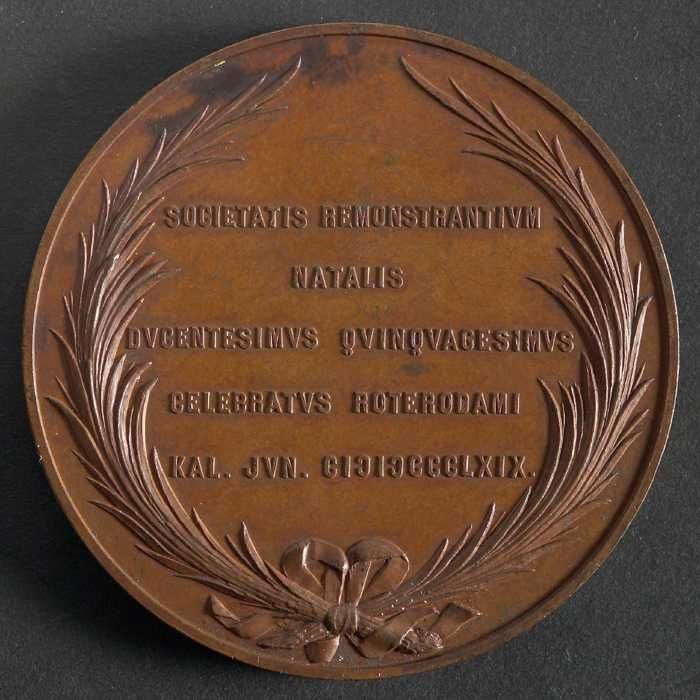 SOCIETATIS REMONSTRANTIVM
NATALIS
DVCENTESIMVS QVINQVAGESIMVS
CELEBRATVS ROTERODAMI
KAL. JVN. CIƆIƆCCCLXIX.